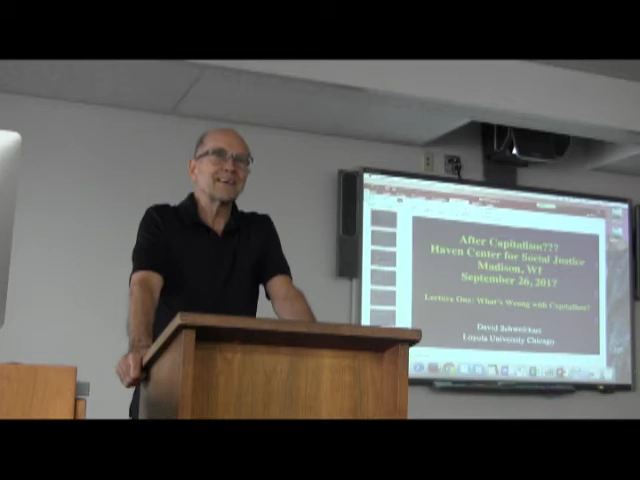 After Capitalism???
Haven Center for Social Justice
Madison, WI
September 26, 2017
Lecture One: What's Wrong with Capitalism?
David Schweickart
Loyola University Chicago